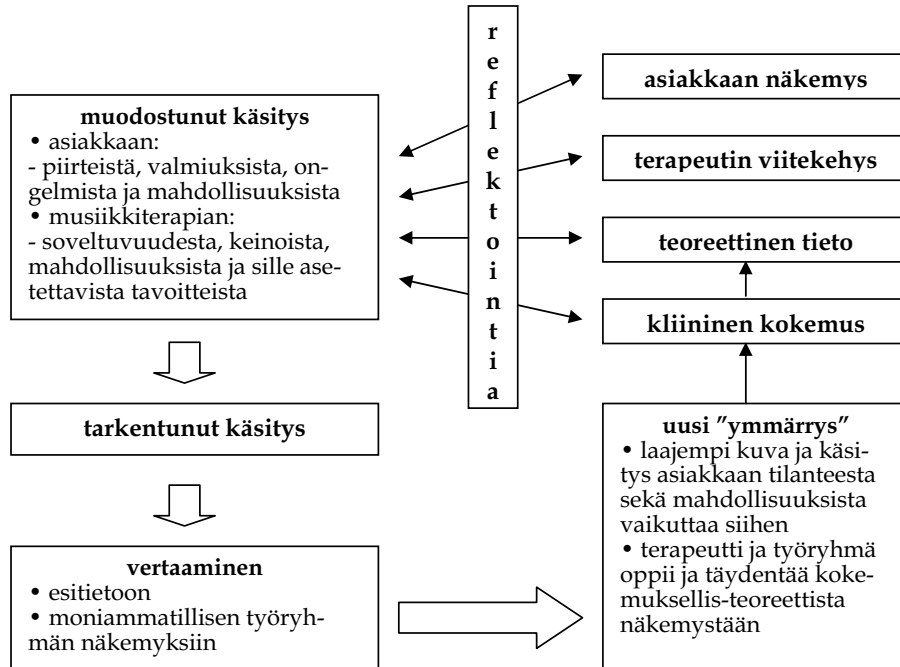 muodostunut käsitys
• asiakkaan:
- piirteistä, valmiuksista, on-
gelmista ja mahdollisuuksista
• musiikkiterapian:
- soveltuvuudesta, keinoista,
mahdollisuuksista ja sille ase-
tettavista tavoitteista
tarkentunut käsitys
vertaaminen
• esitietoon
• moniammatillisen työryh-
män näkemyksiin
r
e
f
l
e
k
t
o
i
n
t
i
a
asiakkaan näkemys
terapeutin viitekehys
teoreettinen tieto
kliininen kokemus
uusi ”ymmärrys”
• laajempi kuva ja käsi-
tys asiakkaan tilanteesta
sekä mahdollisuuksista
vaikuttaa siihen
• terapeutti ja työryhmä
oppii ja täydentää koke-
muksellis-teoreettista
näkemystään